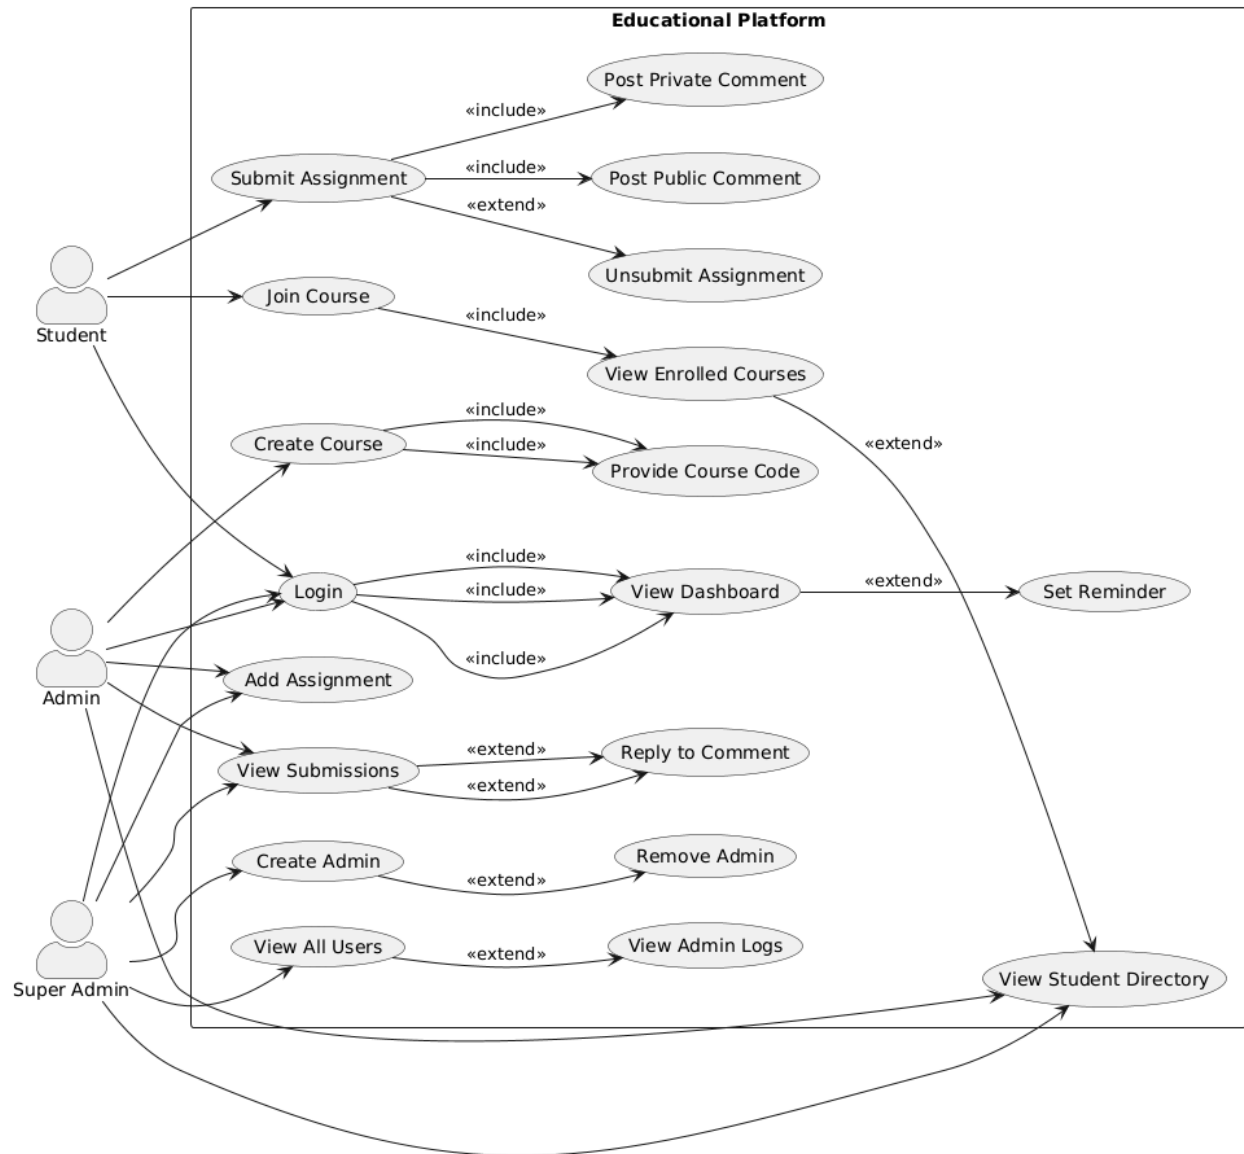 Educational Platform
Post Private Comment
«include»
Submit Assignment
«include»
Post Public Comment
«extend»
Unsubmit Assignment
Student
Join Course
«include»
View Enrolled Courses
«extend»
Create Course
«include»
«include»
Provide Course Code
Login
«include»
«include»
«include»
View Dashboard
«extend»
Set Reminder
Admin
Add Assignment
View Submissions
«extend»
«extend»
Reply to Comment
Create Admin
«extend»
Remove Admin
Super Admin
View All Users
«extend»
View Admin Logs
View Student Directory